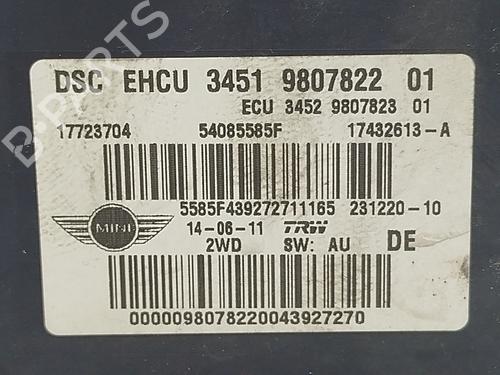 B-PARTS
DSC EHCU 3451 9807822 01
ECU 3452 9807823 01
17723704 54085585F 17432613-A
5585F439272711165 231220-10
MINI 14-06-11 TRW DE
2WD SW: AU
0000098078220043927270